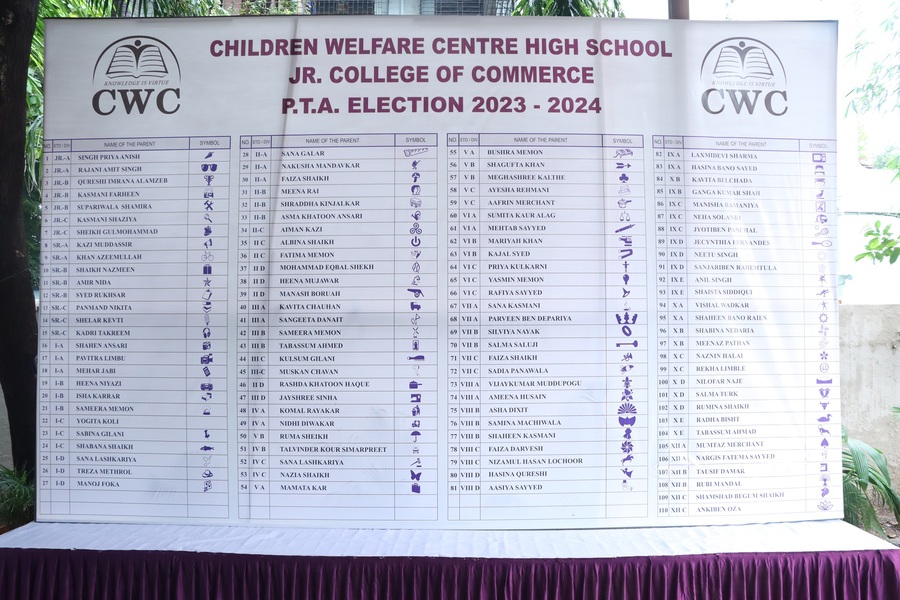 KNOWLEDGE IS VIRTUE
CWC
CHILDREN WELFARE CENTRE HIGH SCHOOL
JR. COLLEGE OF COMMERCE
P.T.A. ELECTION 2023 - 2024
KNOWLEDGE IS VIRTUE
CWC
NO. STD / DIV NAME OF THE PARENT SYMBOL
1 JR.-A SINGH PRIYA ANISH
2 JR.-A RAJANI AMIT SINGH
3 JR.-B QURESHI IMRANA ALAMZEB
4 JR.-B KASMANI FARHEEN
5 JR.-B SUPARIWALA SHAMIRA
6 JR.-C KASMANI SHAZIYA
7 JR.-C SHEIKH GULMOHAMMAD
8 SR.-A KAZI MUDDASSIR
9 SR.-A KHAN AZEEMULLAH
10 SR.-B SHAIKH NAZMEEN
11 SR.-B AMIR NIDA
12 SR.-B SYED RUKHSAR
13 SR.-C PANMAND NIKITA
14 SR.-C SHELAR KEVTI
15 SR.-C KADRI TAKREEM
16 I-A SHAHEN ANSARI
17 I-A PAVITRA LIMBU
18 I-A MEHAR JABI
19 I-B HEENA NIYAZI
20 I-B ISHA KARRAR
21 I-B SAMEERA MEMON
22 I-C YOGITA KOLI
23 I-C SABINA GILANI
24 I-C SHABANA SHAIKH
25 I-D SANA LASHKARIYA
26 I-D TREZA METHROL
27 I-D MANOJ FOKA
NO. STD / DIV NAME OF THE PARENT SYMBOL
28 II-A SANA GALAR
29 II-A NAKUSHA MANDAVKAR
30 II-A FAIZA SHAIKH
31 II-B MEENA RAI
32 II-B SHRADDHA KINJALKAR
33 II-B ASMA KHATOON ANSARI
34 II-C AIMAN KAZI
35 II C ALBINA SHAIKH
36 II C FATIMA MEMON
37 II D MOHAMMAD EQBAL SHEKH
38 II D HEENA MUJAWAR
39 II D MANASH BORUAH
40 III A KAVITA CHAUHAN
41 III A SANGEETA DANAIT
42 III B SAMEERA MEMON
43 III B TABASSUM AHMED
44 III C KULSUM GILANI
45 III-C MUSKAN CHAVAN
46 II D RASHDA KHATOON HAQUE
47 III D JAYSHREE SINHA
48 IV A KOMAL RAYAKAR
49 IV A NIDHI DIWAKAR
50 V B RUMA SHEIKH
51 IV B TALVINDER KOUR SIMARPREET
52 IV C SANA LASHKARIYA
53 IV C NAZIA SHAIKH
54 V A MAMATA KAR
NO. STD / DIV NAME OF THE PARENT SYMBOL
55 V A BUSHRA MEMON
56 V B SHAGUFTA KHAN
57 V B MEGHASHREE KALTHE
58 V C AYESHA REHMANI
59 V C AAFRIN MERCHANT
60 VI A SUMITA KAUR ALAG
61 VI A MEHTAB SAYYED
62 VI B MARIYAH KHAN
63 VI B KAJAL SYED
64 VI C PRIYA KULKARNI
65 VI C YASMIN MEMON
66 VI C RAFIYA SAYYED
67 VII A SANA KASMANI
68 VII A PARVEEN BEN DEPARIYA
69 VII B SILVIYA NAYAK
70 VII B SALMA SALUJI
71 VII C FAIZA SHAIKH
72 VII C SADIA PANAWALA
73 VIII A VIJAYKUMAR MUDDUPOGU
74 VIII A AMEENA HUSAIN
75 VIII B ASHA DIXIT
76 VIII B SAMINA MACHIWALA
77 VIII B SHAHEEN KASMANI
78 VIII C FAIZA DARVESH
79 VIII C NIZAMUL HASAN LOCHOOR
80 VIII D HASINA QURESHI
81 VIII D AASIYA SAYYED
NO. STD / DIV NAME OF THE PARENT SYMBOL
82 IX A LAXMIDEVI SHARMA
83 IX A HASINA BANO SAYED
84 X B KAVITA BELCHADA
85 IX B GANGA KUMAR SHAH
86 IX C MANISHA BAMANIYA
87 IX C NEHA SOLANKI
88 IX C JYOTIBEN
89 IX D JECYNTHIA FERNANDES
90 IX D NEETU SINGH
91 IX D SANJARIBEN RAHEMTULA
92 IX E ANIL SINGH
93 IX E SHAISTA SIDDIQUI
94 X A VISHAL WADKAR
95 X A SHAHEEN BANO RAIES
96 X B SHABINA NEDARIA
97 X B MEENAZ PATHAN
98 X C NAZNIN HALAI
99 X C REKHA LIMBLE
100 X D NILOFAR NAJE
101 X D SALMA TURK
102 X D RUMINA SHAIKH
103 X E RADHA BISHT
104 X E TABASSUM AHMAD
105 XII A MUMTAZ MERCHANT
106 XII A NARGIS FATEMA SAYYED
107 XII B TAUSIF DAMAR
108 XII B RUBI MANDAL
109 XII C SHAMSHAD BEGUM SHAIKH
110 XII C ANKIBEN OZA